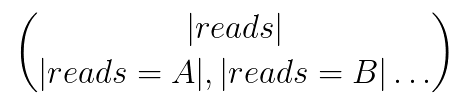 |reads|
(|reads = A|, |reads = B| ...)